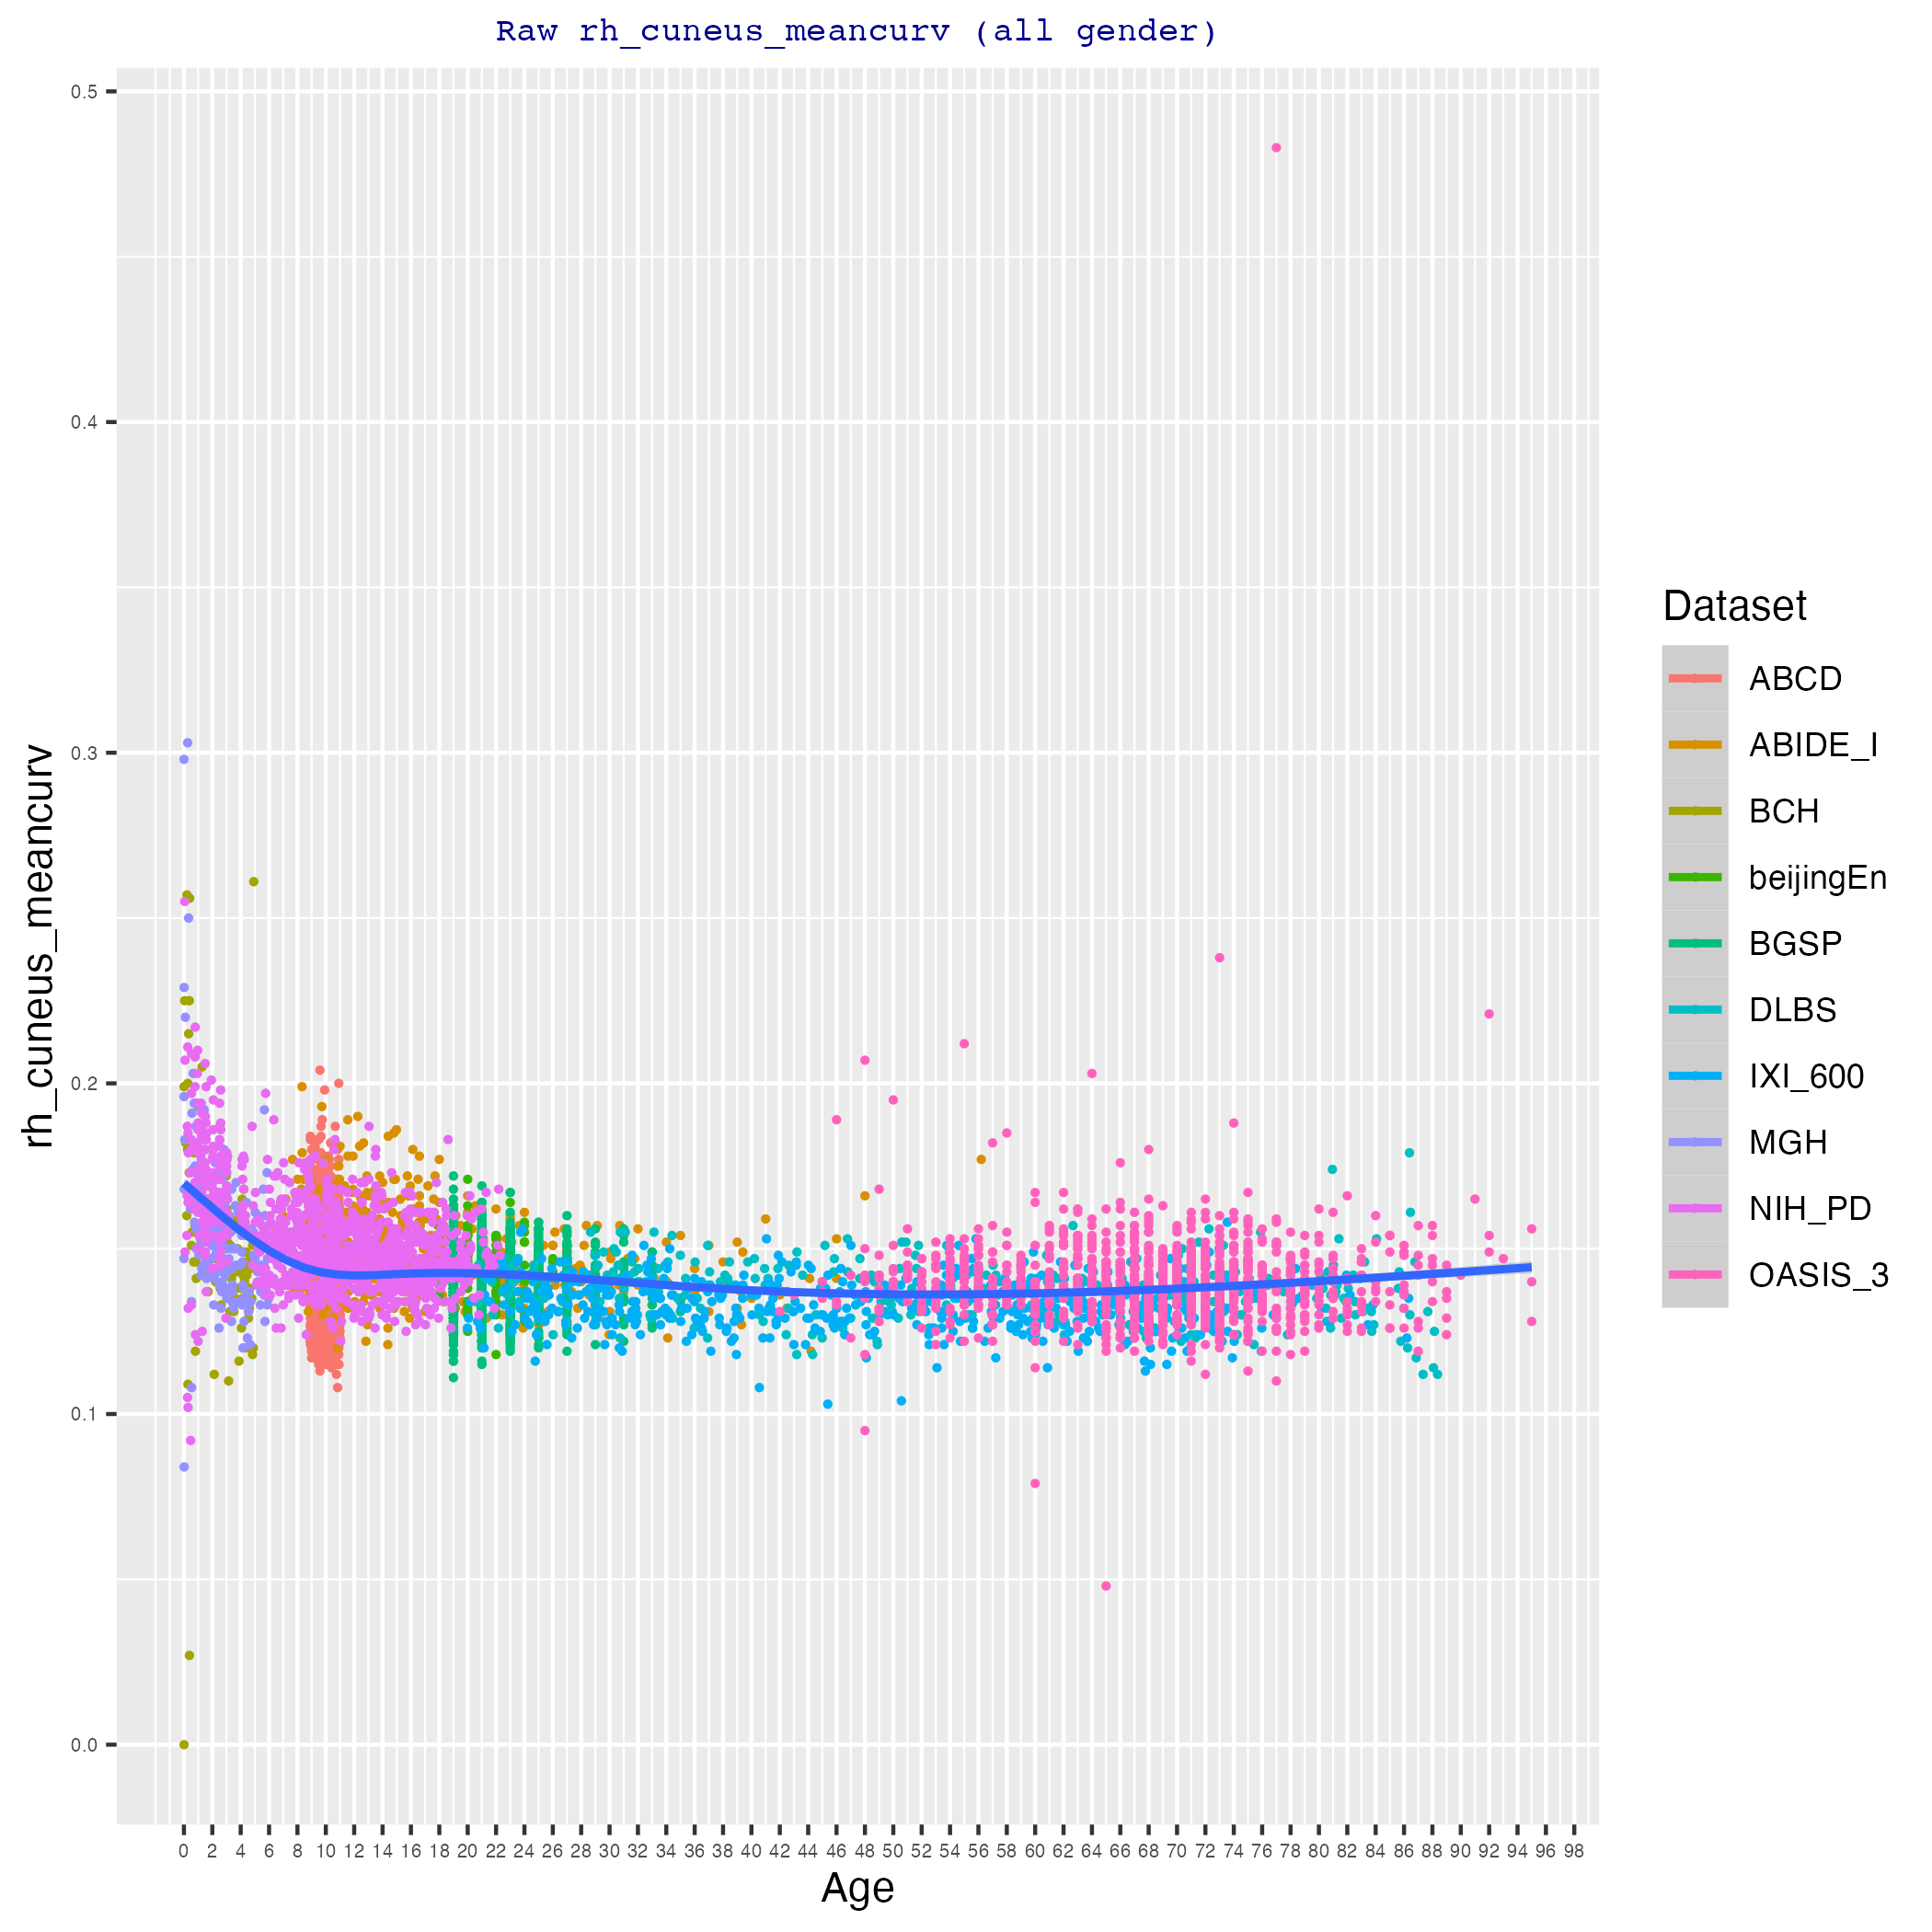 Raw rh_cuneus_meancurv (all gender)
0.5
0.4
0.3
0.2
0.1
0.0
rh_cuneus_meancurv
0 2 4 6 8 10 12 14 16 18 20 22 24 26 28 30 32 34 36 38 40 42 44 46 48 50 52 54 56 58 60 62 64 66 68 70 72 74 76 78 80 82 84 86 88 90 92 94 96 98
Age
Dataset
ABCD
ABIDE_I
BCH
beijingEn
BGSP
DLBS
IXI_600
MGH
NIH_PD
OASIS_3